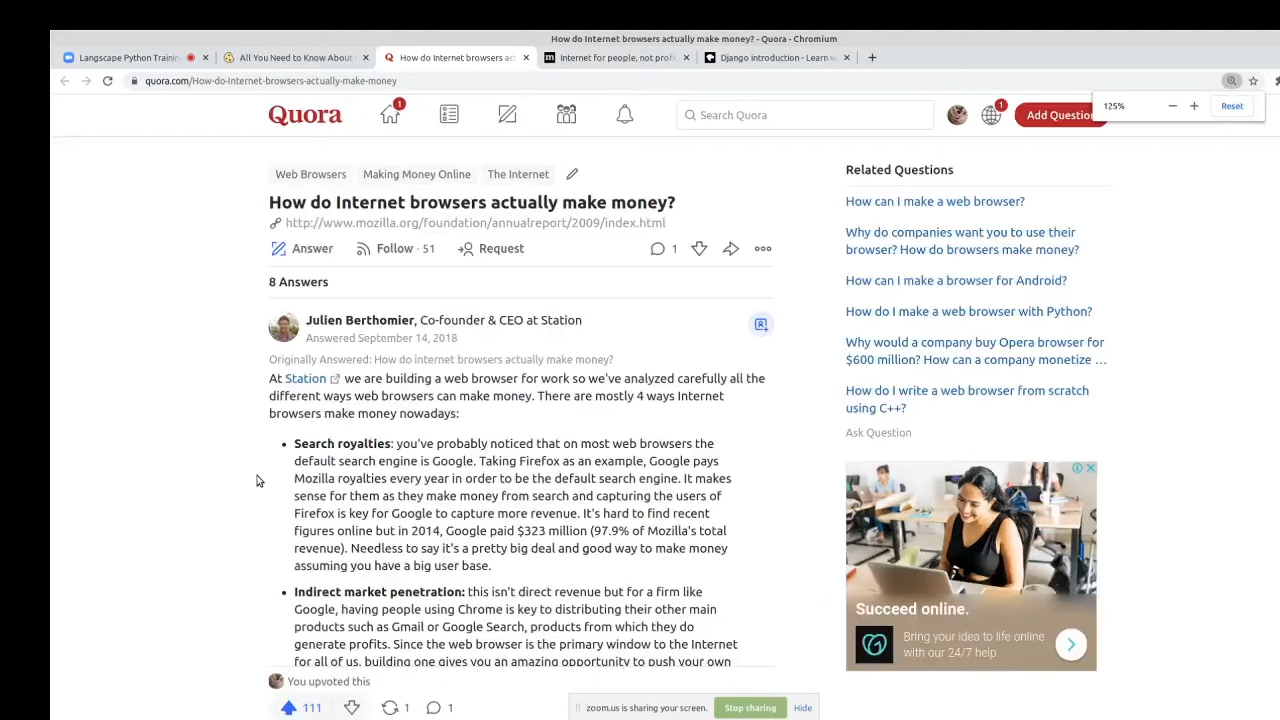 How do Internet browsers actually make money? - Quora - Chromium
Langscape Python Trainin
All You Need to Know About
How do Internet browsers act
Internet for people, not profi
Django introduction - Learn w
quora.com/How-do-Internet-browsers-actually-make-money
125%
Reset
Quora
1
Search Quora
1
Add Question
Web Browsers
Making Money Online
The Internet
How do Internet browsers actually make money?
http://www.mozilla.org/foundation/annualreport/2009/index.html
Answer
Follow · 51
Request
1
8 Answers
Julien Berthomier, Co-founder & CEO at Station
Answered September 14, 2018
Originally Answered: How do internet browsers actually make money?
At Station we are building a web browser for work so we've analyzed carefully all the
different ways web browsers can make money. There are mostly 4 ways Internet
browsers make money nowadays:
• Search royalties: you've probably noticed that on most web browsers the
default search engine is Google. Taking Firefox as an example, Google pays
Mozilla royalties every year in order to be the default search engine. It makes
sense for them as they make money from search and capturing the users of
Firefox is key for Google to capture more revenue. It's hard to find recent
figures online but in 2014, Google paid $323 million (97.9% of Mozilla's total
revenue). Needless to say it's a pretty big deal and good way to make money
assuming you have a big user base.
• Indirect market penetration: this isn't direct revenue but for a firm like
Google, having people using Chrome is key to distributing their other main
products such as Gmail or Google Search, products from which they do
generate profits. Since the web browser is the primary window to the Internet
for all of us, building one gives you an amazing opportunity to push your own
You upvoted this
111
1
1
Related Questions
How can I make a web browser?
Why do companies want you to use their
browser? How do browsers make money?
How can I make a browser for Android?
How do I make a web browser with Python?
Why would a company buy Opera browser for
$600 million? How can a company monetize ...
How do I write a web browser from scratch
using C++?
Ask Question
Succeed online.
Bring your idea to life online
with our 24/7 help.
zoom.us is sharing your screen.
Stop sharing
Hide